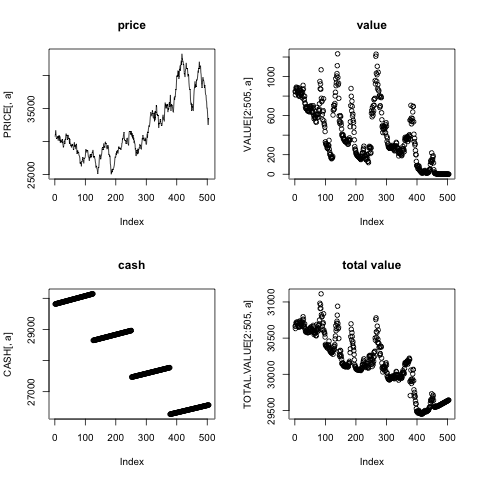 price
PRICE[, a]
25000
35000
0 100 200 300 400 500
Index
value
VALUE[2:505, a]
0 200 600 1000
0 100 200 300 400 500
Index
cash
CASH[, a]
27000 29000
0 100 200 300 400 500
Index
total value
TOTAL.VALUE[2:505, a]
29500 30000 30500 31000
0 100 200 300 400 500
Index